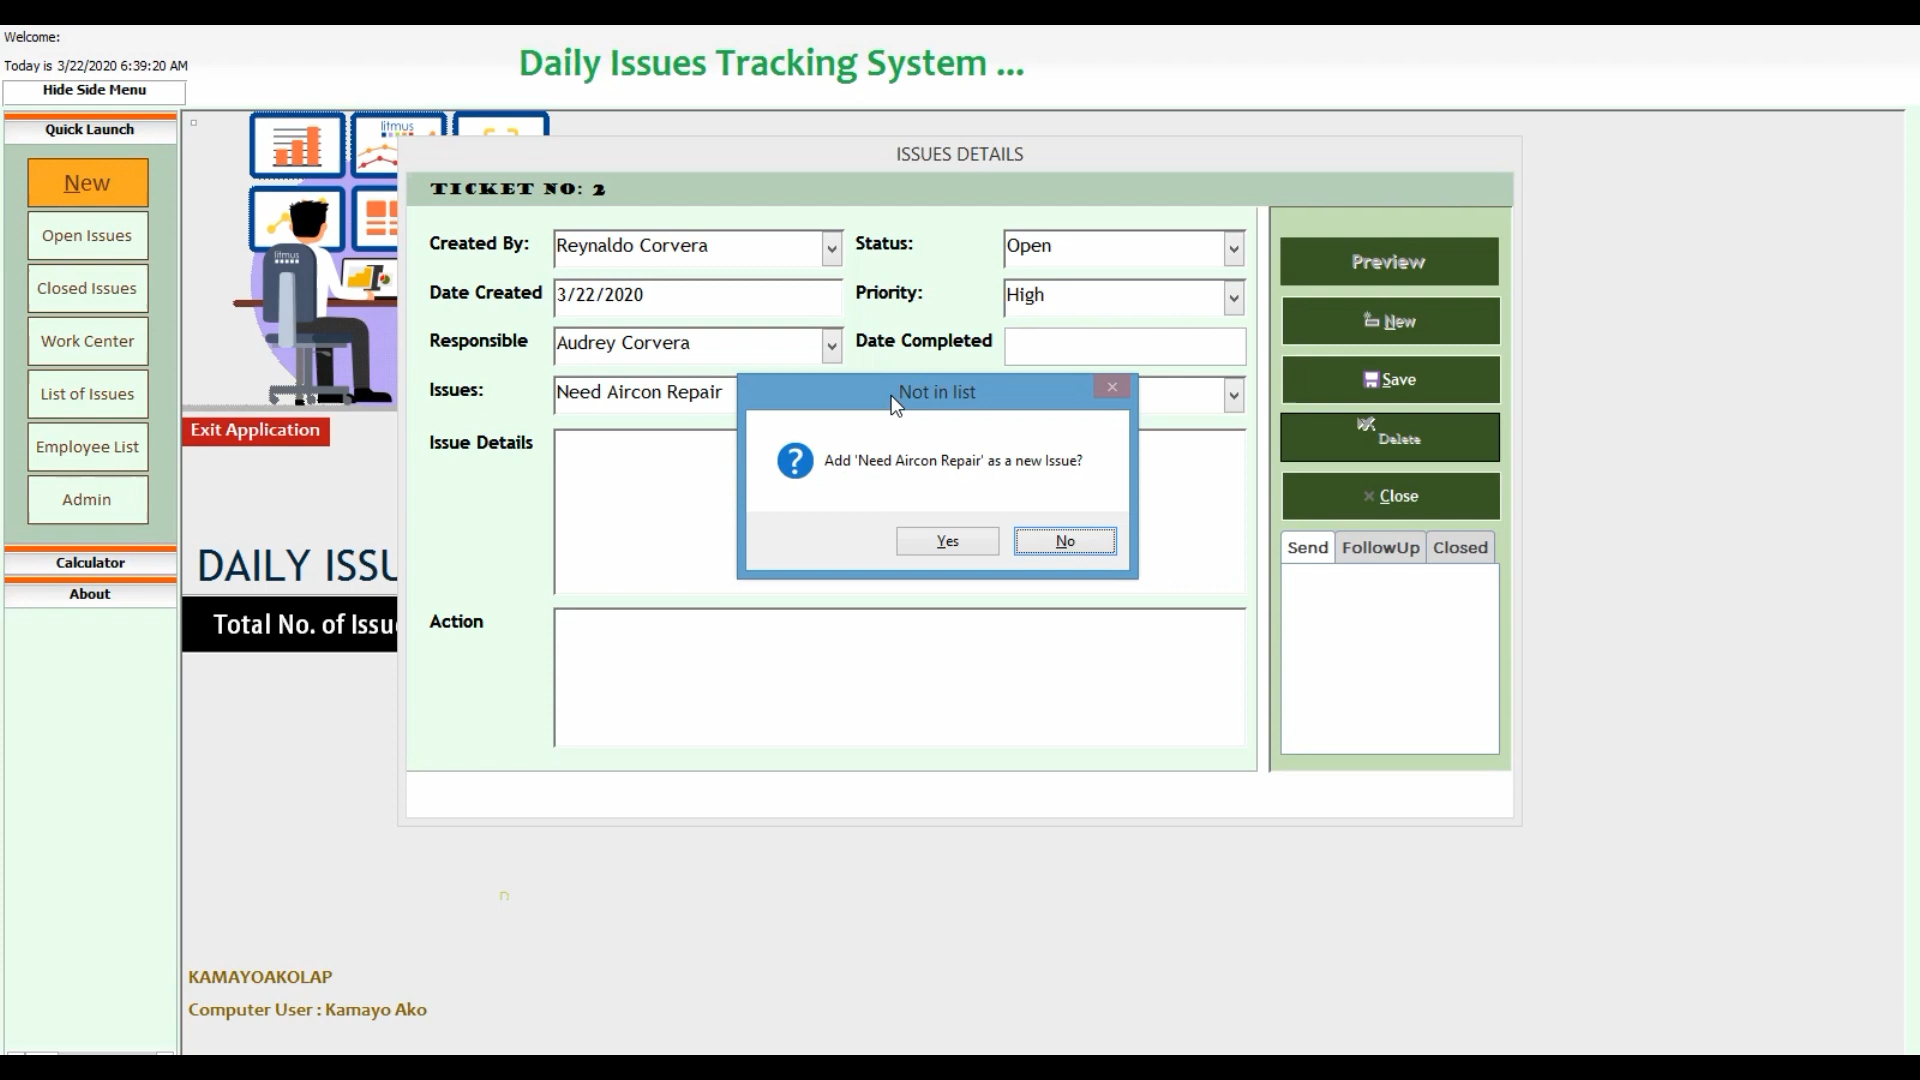 Welcome:
Today is 3/22/2020 6:39:20 AM
Daily Issues Tracking System ...
Hide Side Menu
Quick Launch
New
Open Issues
Closed Issues
Work Center
List of Issues
Employee List
Admin
Calculator
About
litmus
litmus
Exit Application
DAILY ISSU
Total No. of Issu
ISSUES DETAILS
TICKET NO: 2
Created By: Reynaldo Corvera Status: Open
Date Created 3/22/2020 Priority: High
Responsible Audrey Corvera Date Completed
Issues: Need Aircon Repair
Issue Details
Action
Not in list
Add 'Need Aircon Repair' as a new Issue?
Yes No
Preview
New
Save
Delete
Close
Send FollowUp Closed
KAMAYOAKOLAP
Computer User : Kamayo Ako